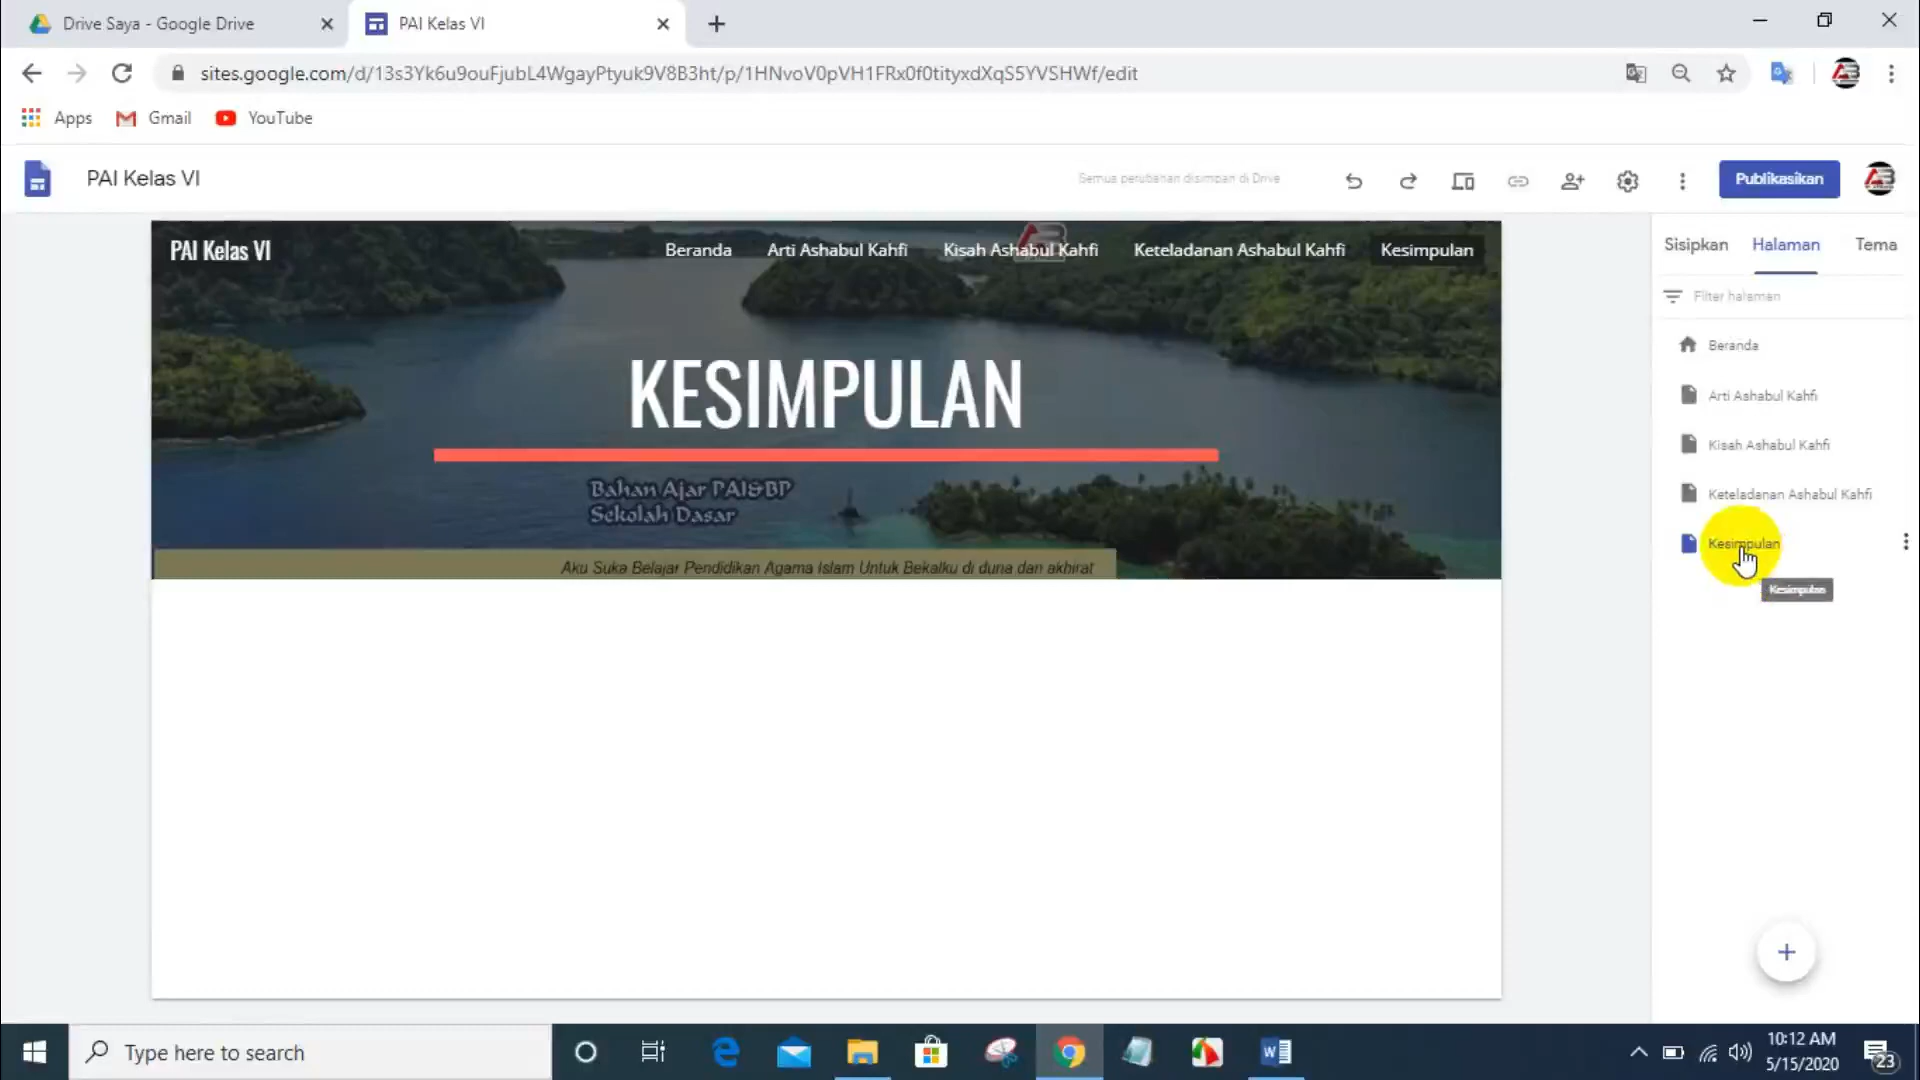 Drive Saya - Google Drive
PAI Kelas VI
sites.google.com/d/13s3Yk6u9ouFjubL4WgayPtyuk9V8B3ht/p/1HNvoV0pVH1FRx0f0tityxdXqS5YVSHWf/edit
Apps
Gmail
YouTube
PAI Kelas VI
Semua perubahan disimpan di Drive
Publikasikan
PAI Kelas VI
Beranda
Arti Ashabul Kahfi
Kisah Ashabul Kahfi
Keteladanan Ashabul Kahfi
Kesimpulan
KESIMPULAN
Bahan Ajar PAI&BP
Sekolah Dasar
Aku Suka Belajar Pendidikan Agama Islam Untuk Bekalku di duna dan akhirat
Sisipkan
Halaman
Tema
Filter halaman
Beranda
Arti Ashabul Kahfi
Kisah Ashabul Kahfi
Keteladanan Ashabul Kahfi
Kesimpulan
Kesimpulan
Type here to search
10:12 AM
5/15/2020
23